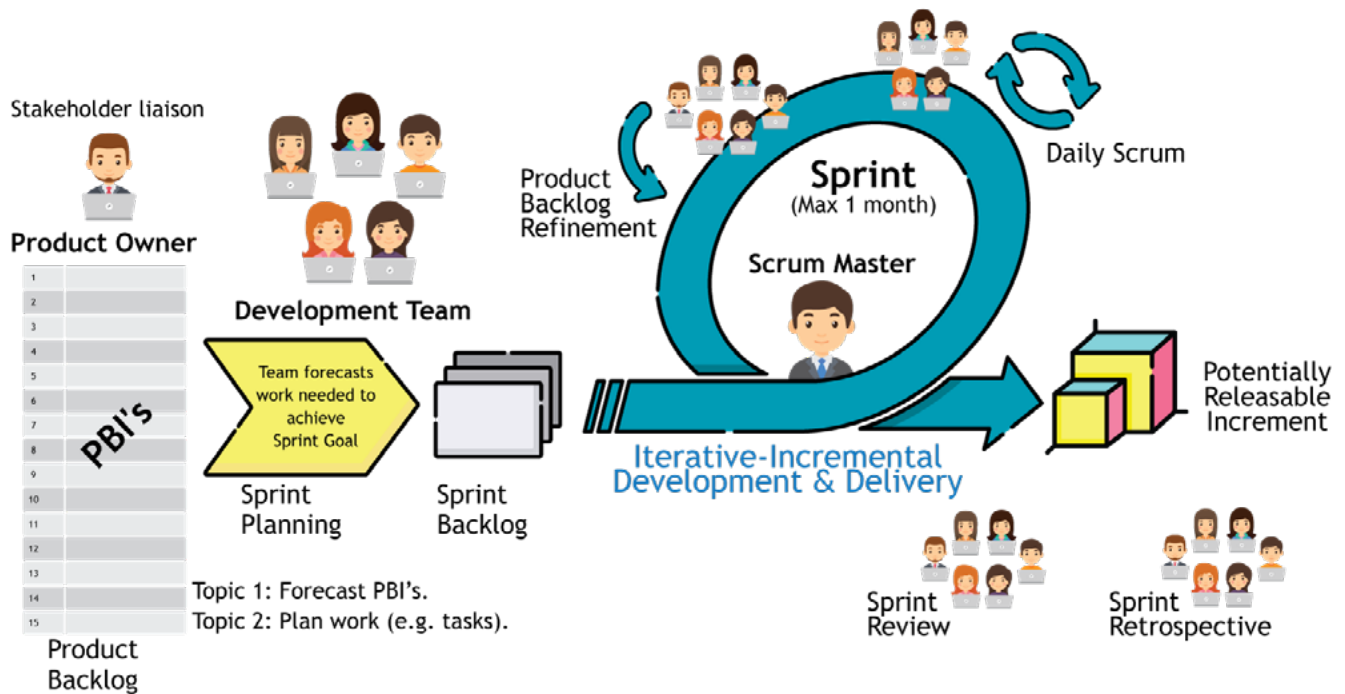 Stakeholder liaison
Product Owner
1
2
3
4
5
6
7
8
9
10
11
12
13
14
15
PBI's
Product
Backlog
Development Team
Team forecasts
work needed to
achieve
Sprint Goal
Sprint
Planning
Sprint
Backlog
Topic 1: Forecast PBI's.
Topic 2: Plan work (e.g. tasks).
Product
Backlog
Refinement
Sprint
(Max 1 month)
Scrum Master
Daily Scrum
Iterative-Incremental
Development & Delivery
Potentially
Releasable
Increment
Sprint
Review
Sprint
Retrospective